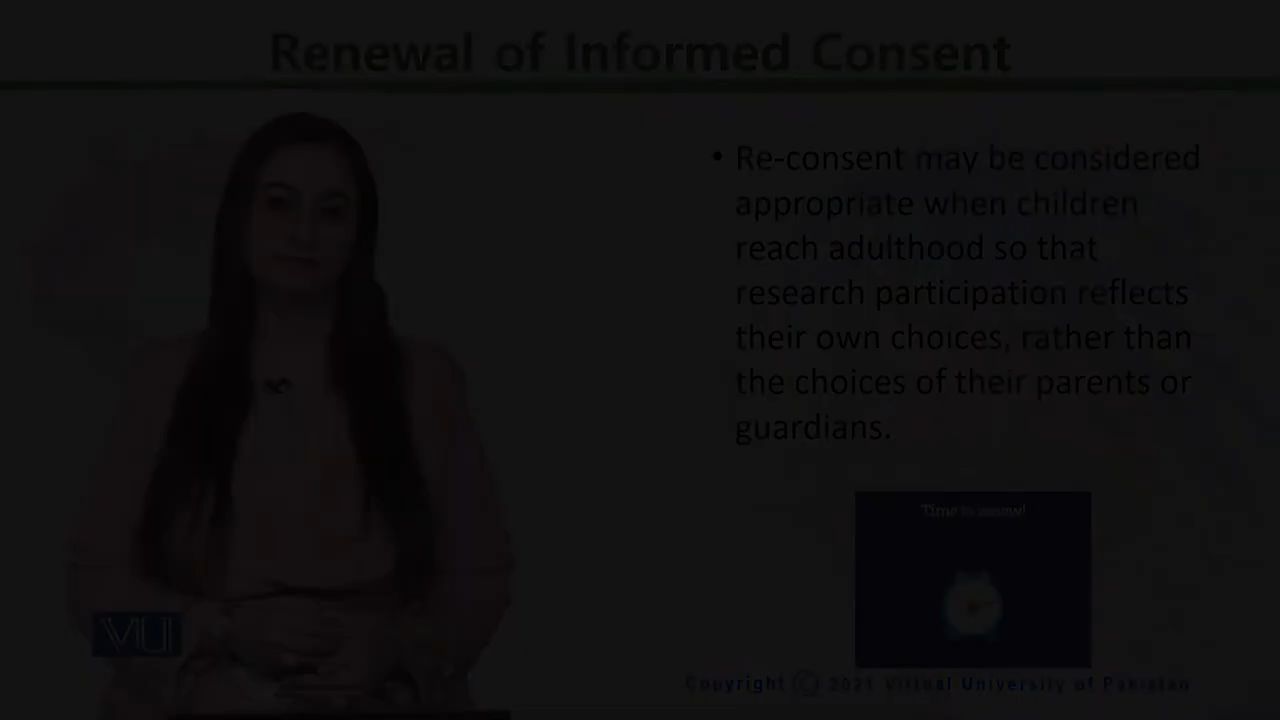 Renewal of Informed Consent
• Re-consent may be considered
appropriate when children
reach adulthood so that
research participation reflects
their own choices, rather than
the choices of their parents or
guardians.
Time to renew!
VU
Copyright © 2021 Virtual University of Pakistan